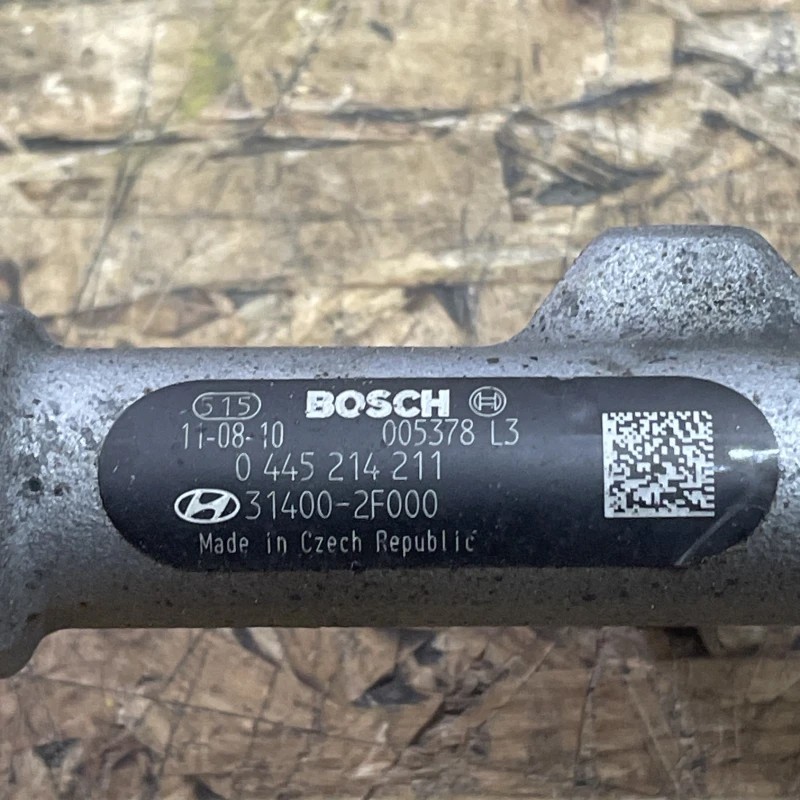 515 BOSCH
11-08-10 005378 L3
0 445 214 211
31400-2F000
Made in Czech Republic